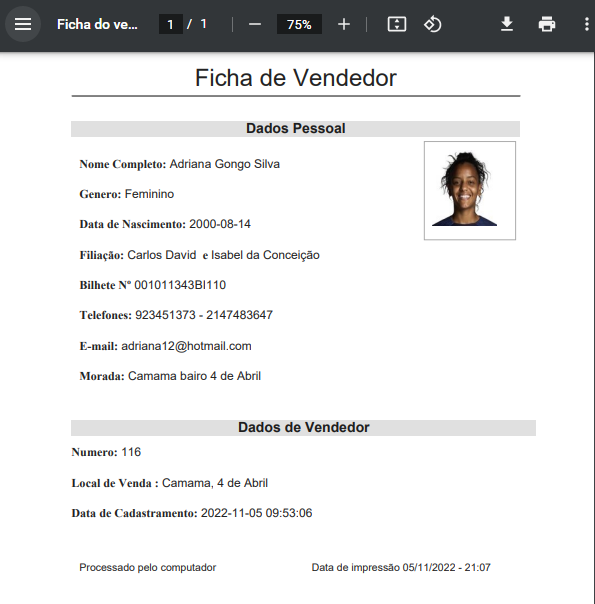 Ficha do ve... 1 / 1 75%
Ficha de Vendedor
Dados Pessoal
Nome Completo: Adriana Gongo Silva
Genero: Feminino
Data de Nascimento: 2000-08-14
Filiação: Carlos David e Isabel da Conceição
Bilhete Nº 001011343BI110
Telefones: 923451373 - 2147483647
E-mail: adriana12@hotmail.com
Morada: Camama bairo 4 de Abril
Dados de Vendedor
Numero: 116
Local de Venda : Camama, 4 de Abril
Data de Cadastramento: 2022-11-05 09:53:06
Processado pelo computador Data de impressão 05/11/2022 - 21:07